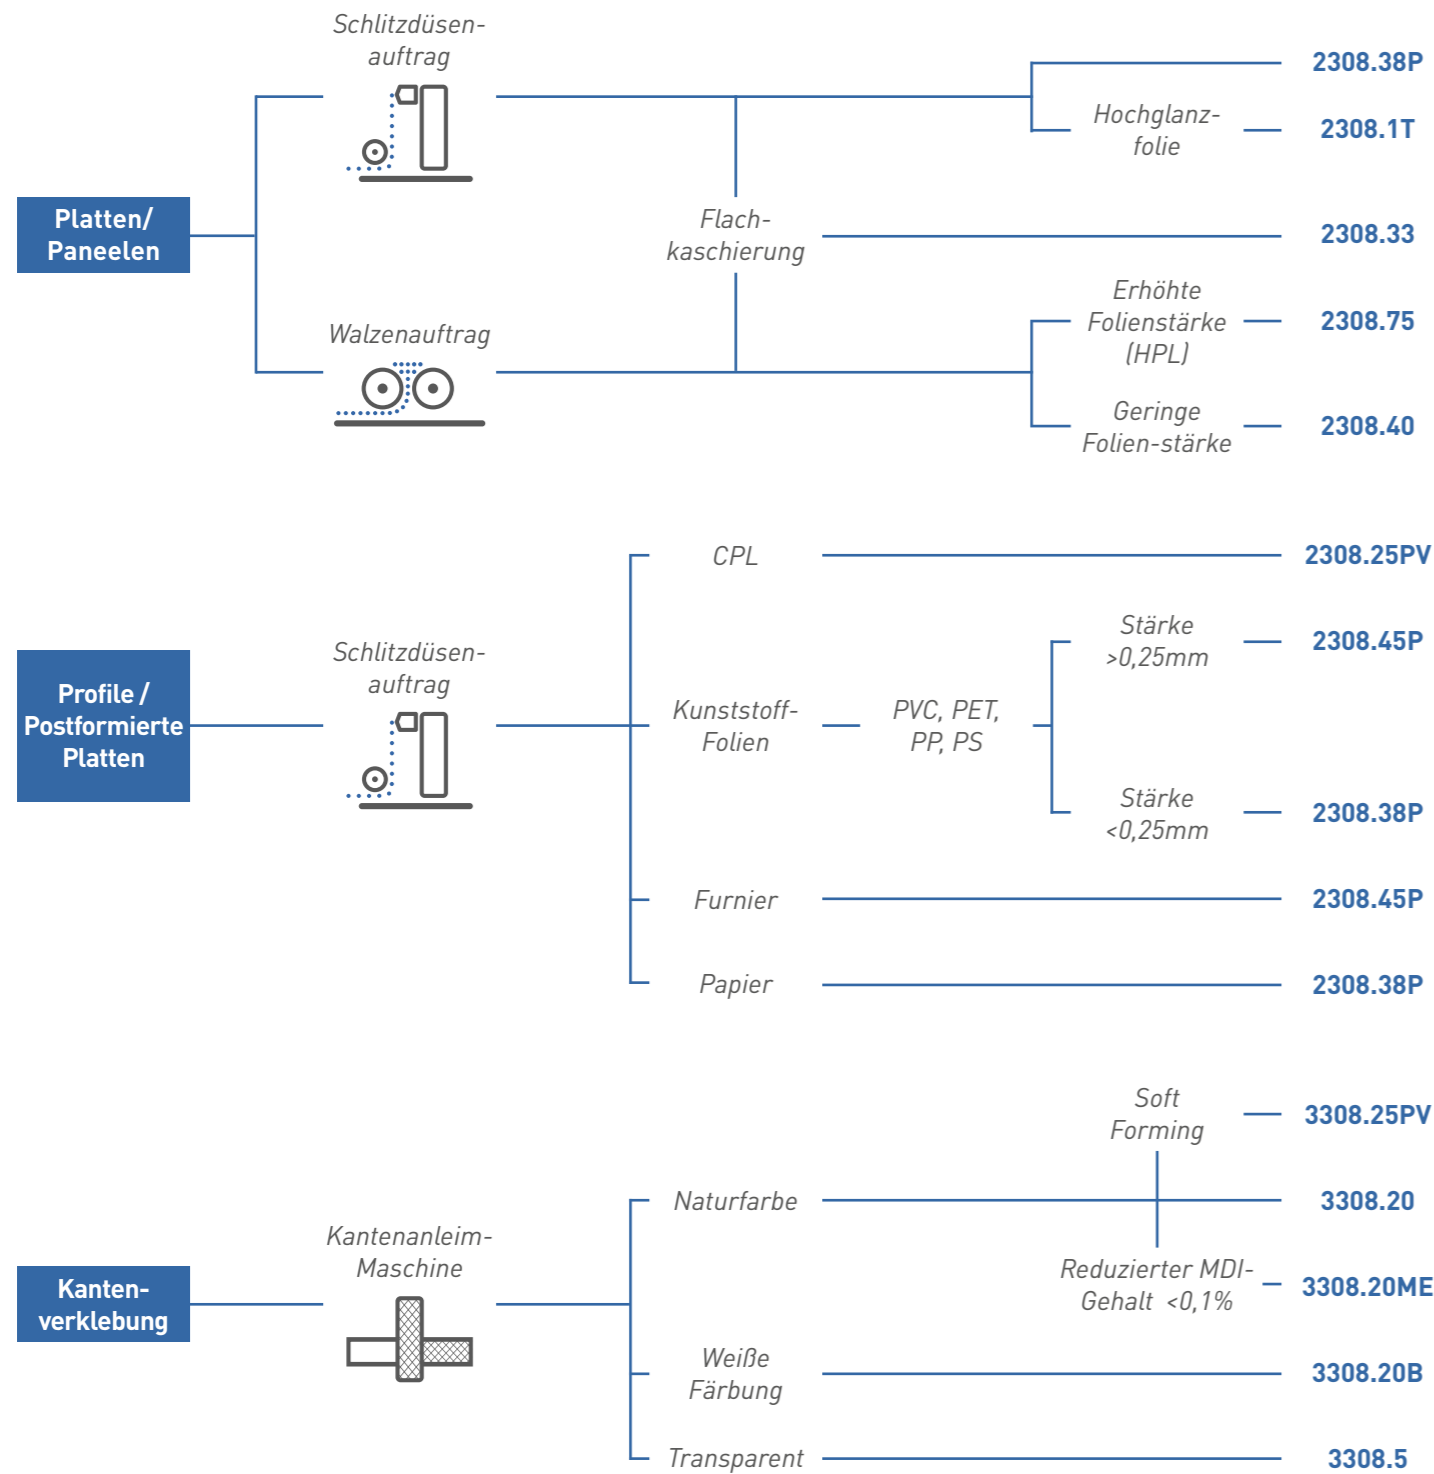 Schlitzdüsen-
auftrag
2308.38P
Hochglanz-
folie
2308.1T
Platten/
Paneelen
Flach-
kaschierung
2308.33
Walzenauftrag
Erhöhte
Folienstärke
(HPL)
2308.75
Geringe
Folien-stärke
2308.40
Profile /
Postformierte
Platten
Schlitzdüsen-
auftrag
CPL
2308.25PV
Kunststoff-
Folien
PVC, PET,
PP, PS
Stärke
>0,25mm
2308.45P
Stärke
<0,25mm
2308.38P
Furnier
2308.45P
Papier
2308.38P
Kanten-
verklebung
Kantenanleim-
Maschine
Soft
Forming
3308.25PV
Naturfarbe
3308.20
Reduzierter MDI-
Gehalt <0,1%
3308.20ME
Weiße
Färbung
3308.20B
Transparent
3308.5